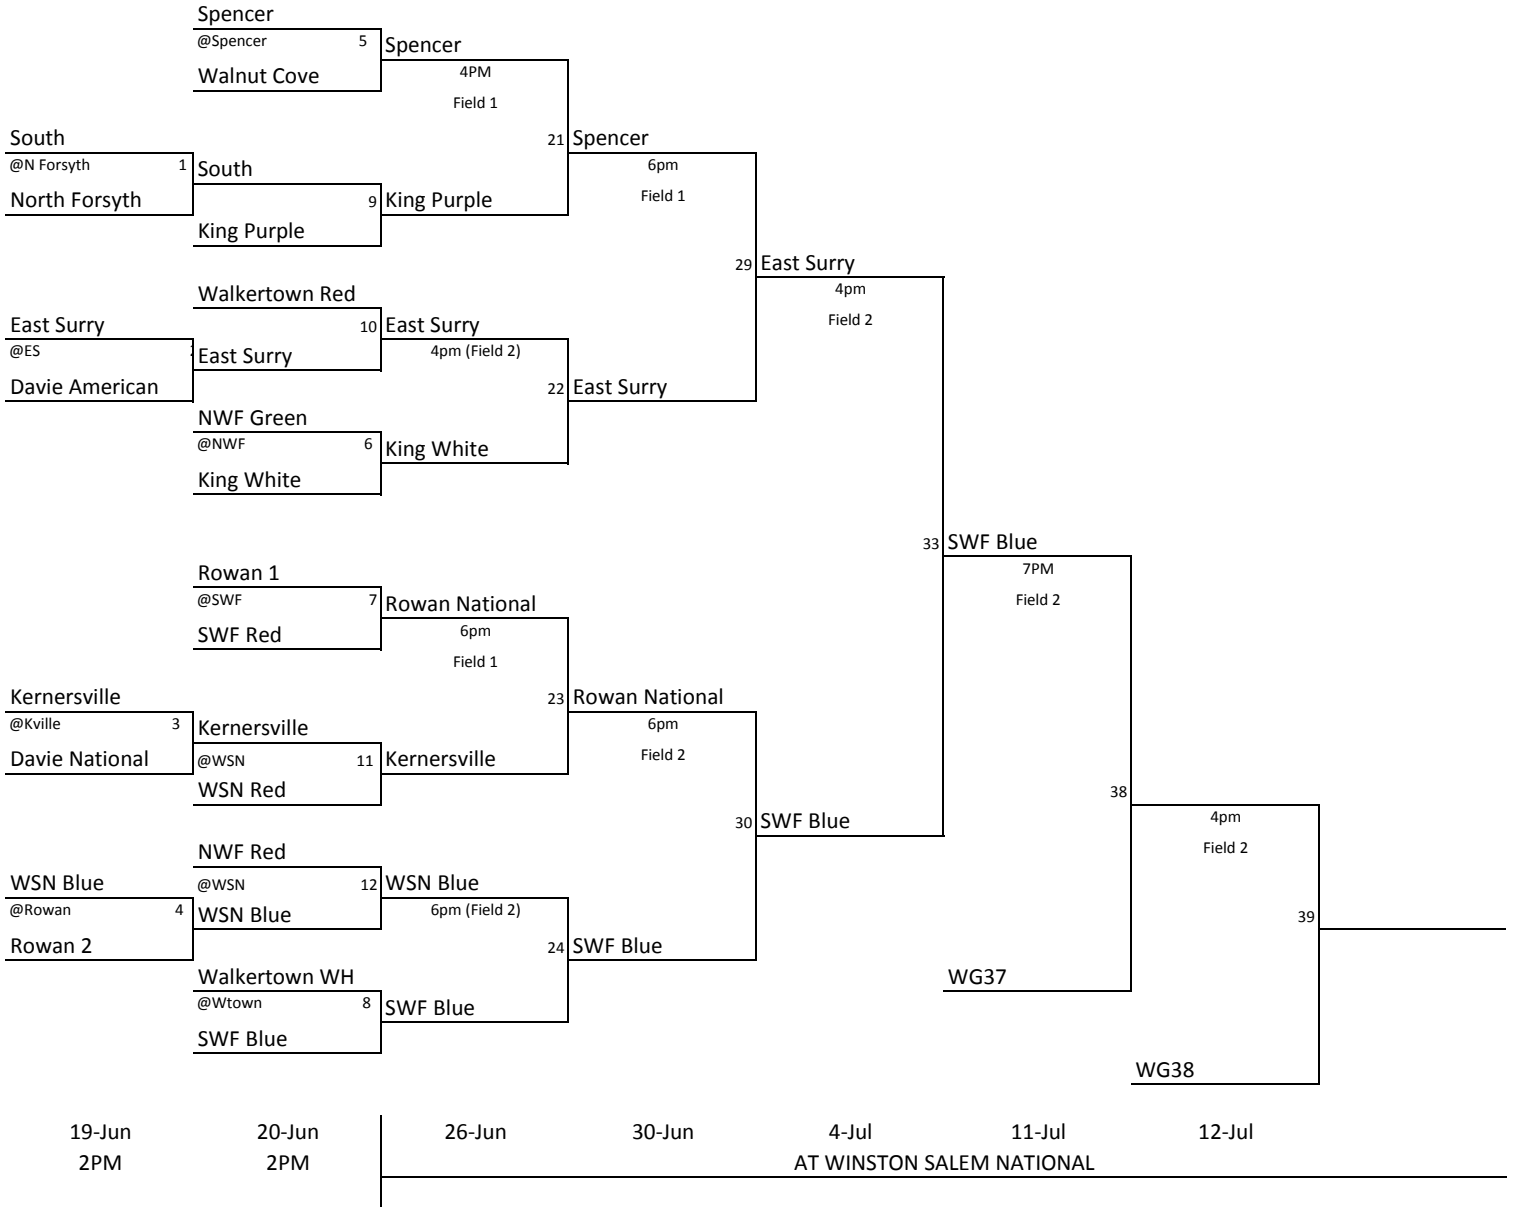 Spencer
@Spencer 5
Spencer
Walnut Cove
4PM
Field 1
South
21 Spencer
@N Forsyth 1
South
6pm
North Forsyth
9 King Purple
Field 1
King Purple
29 East Surry
Walkertown Red
4pm
East Surry
10 East Surry
Field 2
@ES
East Surry
4pm (Field 2)
Davie American
22 East Surry
NWF Green
@NWF 6
King White
King White
33 SWF Blue
Rowan 1
7PM
@SWF 7
Rowan National
Field 2
SWF Red
6pm
Field 1
Kernersville
23 Rowan National
@Kville 3
Kernersville
6pm
Davie National
@WSN 11
Kernersville
Field 2
WSN Red
38
30 SWF Blue
4pm
NWF Red
Field 2
WSN Blue
@WSN 12
WSN Blue
@Rowan 4
WSN Blue
6pm (Field 2)
39
Rowan 2
24 SWF Blue
Walkertown WH
WG37
@Wtown 8
SWF Blue
SWF Blue
WG38
19-Jun 20-Jun 26-Jun 30-Jun 4-Jul 11-Jul 12-Jul
2PM 2PM AT WINSTON SALEM NATIONAL